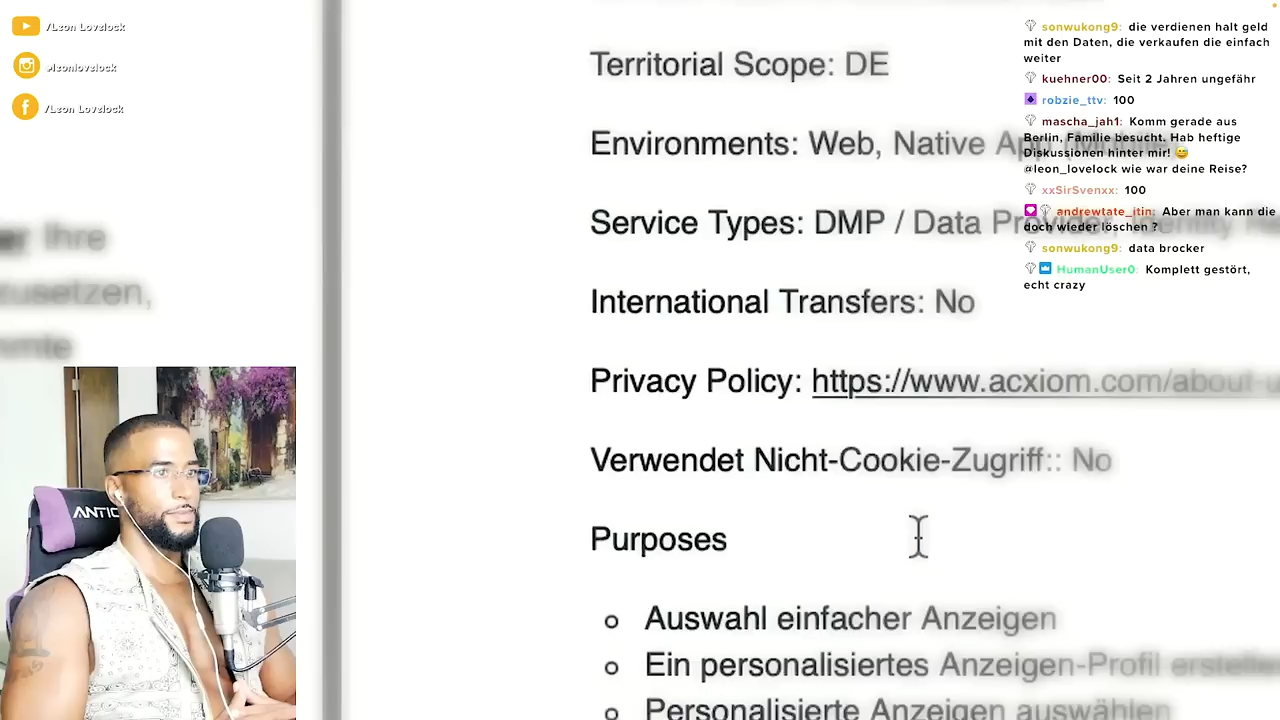 /Leon Lovelock
/Leon Lovelock
Territorial Scope: DE
Environments: Web, Native App
Service Types: DMP / Data Provider, Identity
International Transfers: No
Privacy Policy: https://www.acxiom.com/about-u
Verwendet Nicht-Cookie-Zugriff:: No
Purposes
Auswahl einfacher Anzeigen
Ein personalisiertes Anzeigen-Profil erstellen
Personalisierte Anzeigen auswählen
Ihre
zusetzen,
ANTIC
sonwukong9: die verdienen halt geld
mit den Daten, die verkaufen die einfach
weiter
kuehner00: Seit 2 Jahren ungefähr
robzie_ttv: 100
mascha_jah1: Komm gerade aus
Berlin, Familie besucht. Hab heftige
Diskussionen hinter mir! 😅
@leon_lovelock wie war deine Reise?
xxSirSvenxx: 100
andrewtate_jtin: Aber man kann die
doch wieder löschen ?
sonwukong9: data brocker
HumanUser0: Komplett gestört,
echt crazy